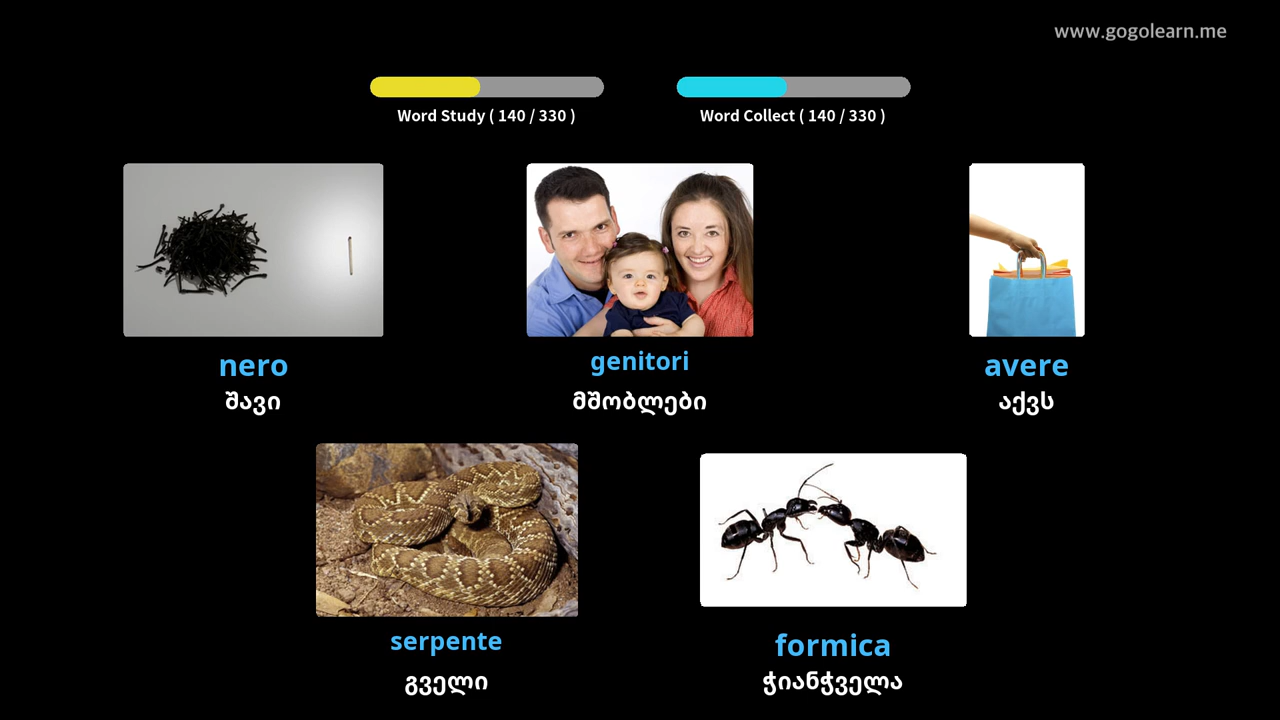 www.gogolearn.me
Word Study ( 140 / 330 )
Word Collect ( 140 / 330 )
nero
შავი
genitori
მშობლები
avere
აქვს
serpente
გველი
formica
ჭიანჭველა